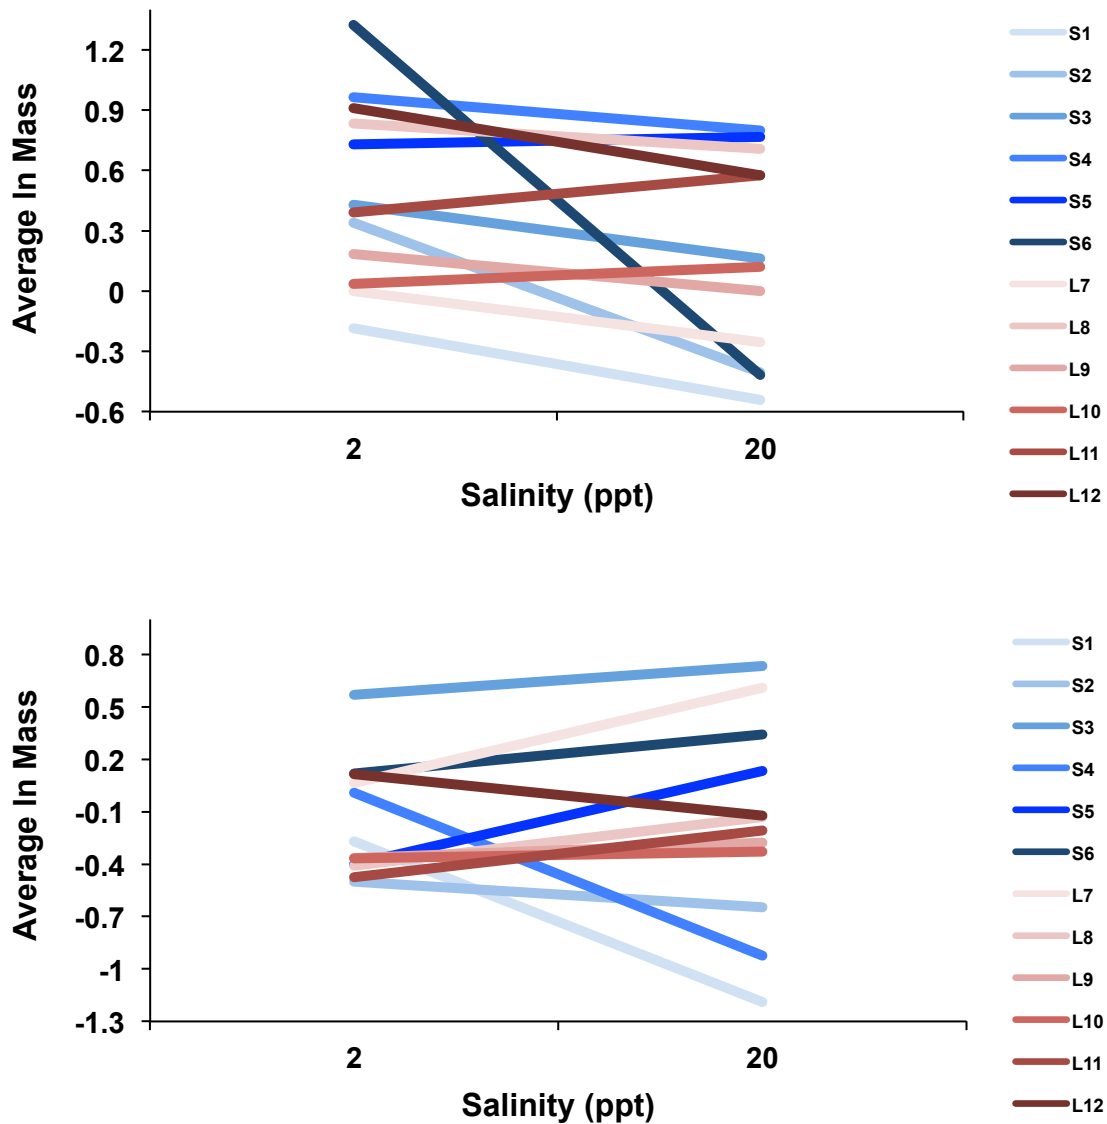 1.2
0.9
0.6
0.3
0
-0.3
-0.6
Average ln Mass
2
20
Salinity (ppt)
S1
S2
S3
S4
S5
S6
L7
L8
L9
L10
L11
L12
0.8
0.5
0.2
-0.1
-0.4
-0.7
-1
-1.3
Average ln Mass
2
20
Salinity (ppt)
S1
S2
S3
S4
S5
S6
L7
L8
L9
L10
L11
L12